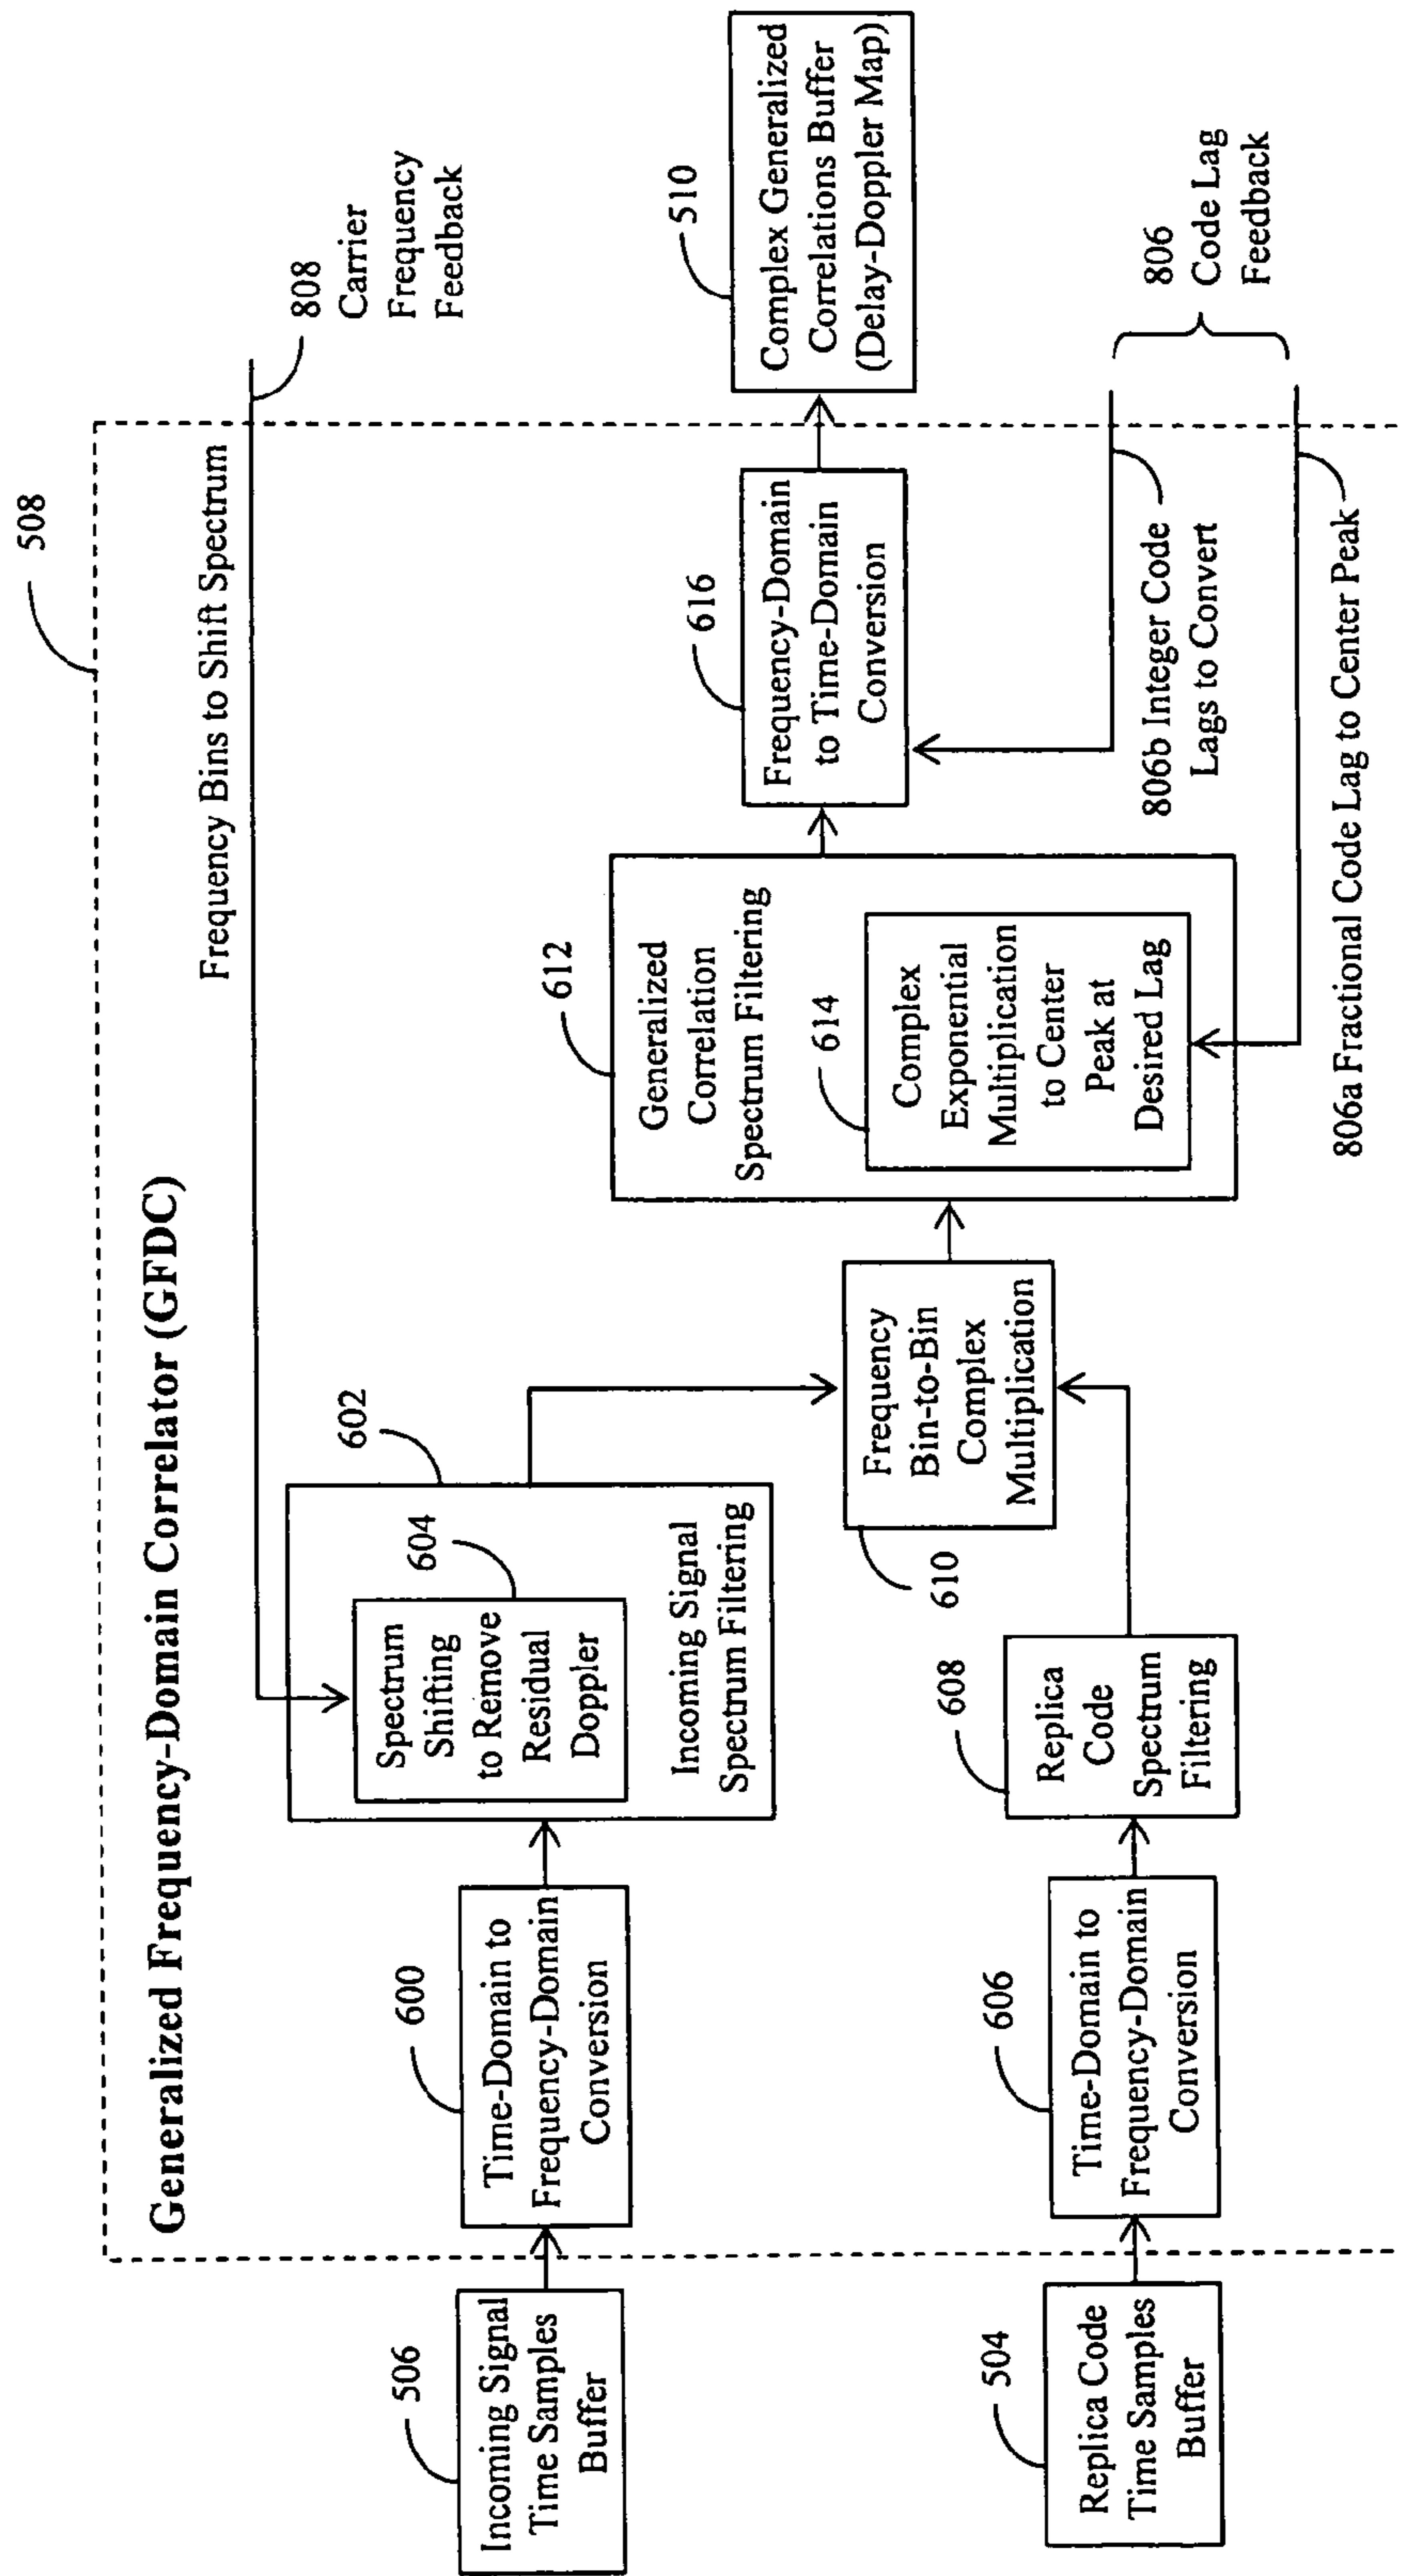 508
Generalized Frequency-Domain Correlator (GFDC)
Frequency Bins to Shift Spectrum
808
Carrier
Frequency
Feedback
506
Incoming Signal
Time Samples
Buffer
600
Time-Domain to
Frequency-Domain
Conversion
602
604
Spectrum
Shifting
to Remove
Residual
Doppler
Incoming Signal
Spectrum Filtering
504
Replica Code
Time Samples
Buffer
606
Time-Domain to
Frequency-Domain
Conversion
608
Replica
Code
Spectrum
Filtering
610
Frequency
Bin-to-Bin
Complex
Multiplication
612
Generalized
Correlation
Spectrum Filtering
614
Complex
Exponential
Multiplication
to Center
Peak at
Desired Lag
616
Frequency-Domain
to Time-Domain
Conversion
510
Complex Generalized
Correlations Buffer
(Delay-Doppler Map)
806
Code Lag
Feedback
806b Integer Code
Lags to Convert
806a Fractional Code Lag to Center Peak